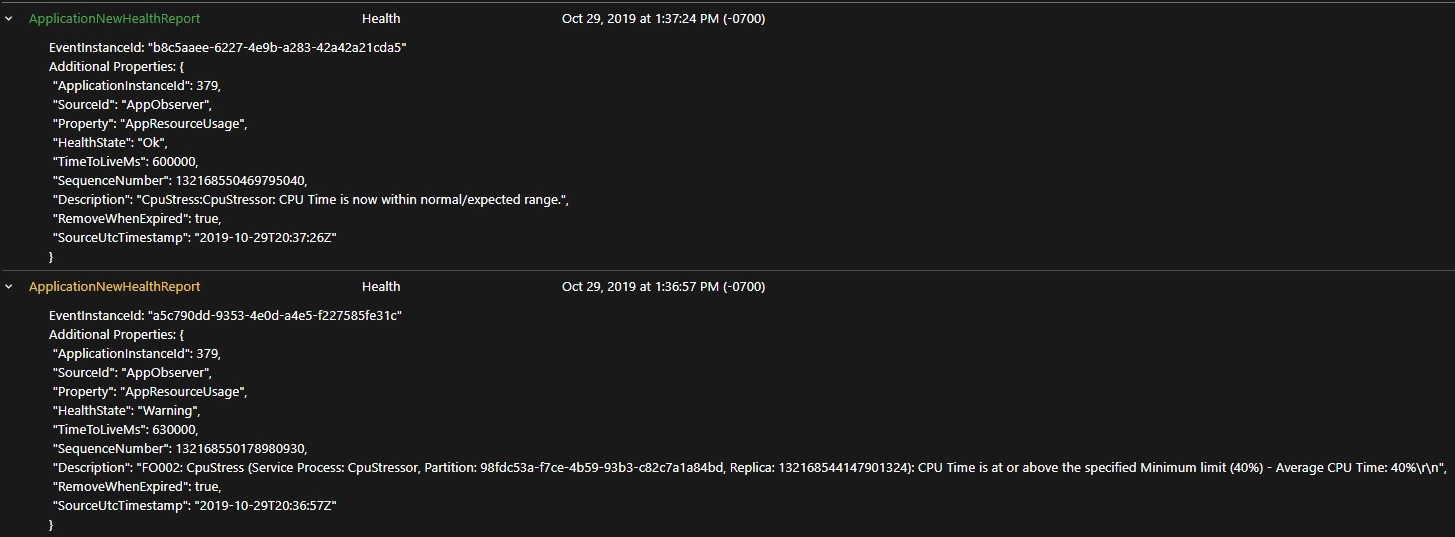 ApplicationNewHealthReport Health Oct 29, 2019 at 1:37:24 PM (-0700)
EventInstanceId: "b8c5aaee-6227-4e9b-a283-42a42a21cda5"
Additional Properties: {
"ApplicationInstanceId": 379,
"SourceId": "AppObserver",
"Property": "AppResourceUsage",
"HealthState": "Ok",
"TimeToLiveMs": 600000,
"SequenceNumber": 132168550469795040,
"Description": "CpuStress:CpuStressor: CPU Time is now within normal/expected range.",
"RemoveWhenExpired": true,
"SourceUtcTimestamp": "2019-10-29T20:37:26Z"
}
ApplicationNewHealthReport Health Oct 29, 2019 at 1:36:57 PM (-0700)
EventInstanceId: "a5c790dd-9353-4e0d-a4e5-f227585fe31c"
Additional Properties: {
"ApplicationInstanceId": 379,
"SourceId": "AppObserver",
"Property": "AppResourceUsage",
"HealthState": "Warning",
"TimeToLiveMs": 630000,
"SequenceNumber": 132168550178980930,
"Description": "FO002: CpuStress (Service Process: CpuStressor, Partition: 98fdc53a-f7ce-4b59-93b3-c82c7a1a84bd, Replica: 132168544147901324): CPU Time is at or above the specified Minimum limit (40%) - Average CPU Time: 40%\r\n",
"RemoveWhenExpired": true,
"SourceUtcTimestamp": "2019-10-29T20:36:57Z"
}